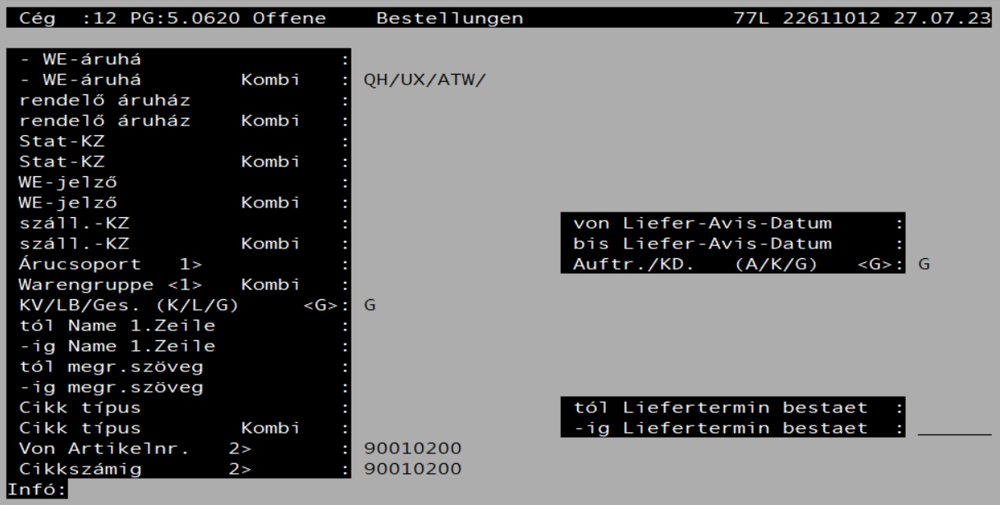 Cég :12 PG:5.0620 Offene Bestellungen 77L 22611012 27.07.23
- WE-áruhá :
- WE-áruhá Kombi : QH/UX/ATW/
rendelő áruház :
rendelő áruház Kombi :
Stat-KZ :
Stat-KZ Kombi :
WE-jelző :
WE-jelző Kombi :
száll.-KZ : von Liefer-Avis-Datum :
száll.-KZ Kombi : bis Liefer-Avis-Datum :
Árucsoport 1> : Auftr./KD. (A/K/G) <G>: G
Warengruppe <1> Kombi :
KV/LB/Ges. (K/L/G) <G>: G
tól Name 1.Zeile :
-ig Name 1.Zeile :
tól megr.szöveg :
-ig megr.szöveg :
Cikk típus : tól Liefertermin bestaet :
Cikk típus Kombi : -ig Liefertermin bestaet : ______
Von Artikelnr. 2> : 90010200
Cikkszámig 2> : 90010200
Infó: